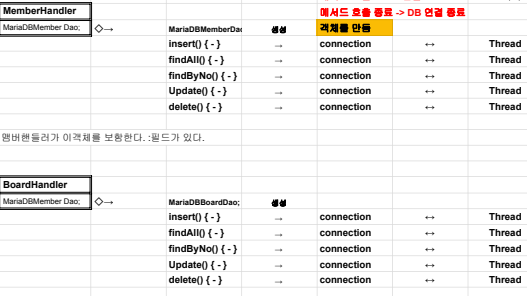 MemberHandler 메서드 호출 종료 -> DB 연결 종료
MariaDBMember Dao; ◇→ MariaDBMemberDao 생성 객체를 만듬
insert() { - } → connection ↔ Thread
findAll() { - } → connection ↔ Thread
findByNo() { - } → connection ↔ Thread
Update() { - } → connection ↔ Thread
delete() { - } → connection ↔ Thread
맴버핸들러가 이객체를 보함한다. :필드가 있다.
BoardHandler
MariaDBMember Dao; ◇→ MariaDBBoardDao; 생성
insert() { - } → connection ↔ Thread
findAll() { - } → connection ↔ Thread
findByNo() { - } → connection ↔ Thread
Update() { - } → connection ↔ Thread
delete() { - } → connection ↔ Thread